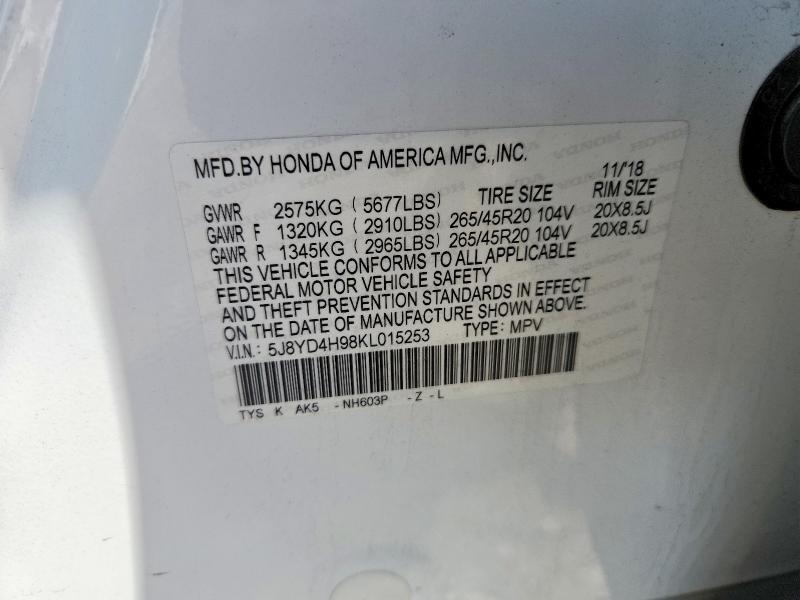 MFD.BY HONDA OF AMERICA MFG.,INC. 11/'18
GVWR 2575KG (5677LBS) TIRE SIZE RIM SIZE
GAWR F 1320KG (2910LBS) 265/45R20 104V 20X8.5J
GAWR R 1345KG (2965LBS) 265/45R20 104V 20X8.5J
THIS VEHICLE CONFORMS TO ALL APPLICABLE
FEDERAL MOTOR VEHICLE SAFETY
AND THEFT PREVENTION STANDARDS IN EFFECT
ON THE DATE OF MANUFACTURE SHOWN ABOVE.
V.I.N.: 5J8YD4H98KL015253 TYPE: MPV
TYS K AK5 -NH603P -Z-L